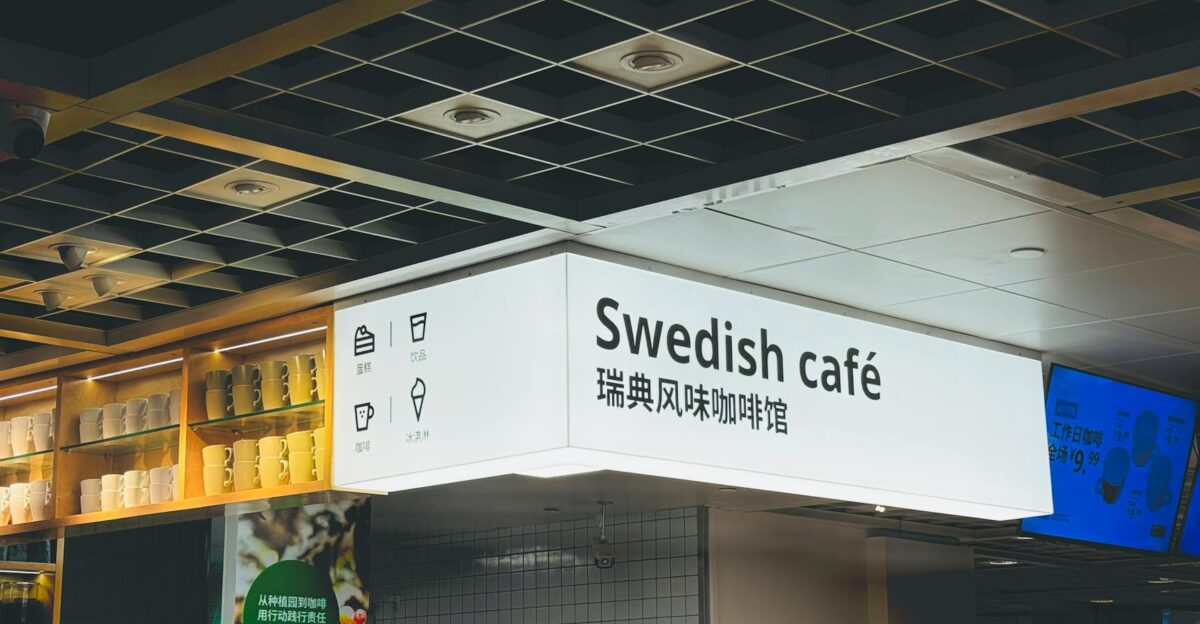 蛋糕
饮品
咖啡
冰淇淋
Swedish café
瑞典风味咖啡馆
工作日咖啡
全场¥9.99
从种植园到咖啡
用行动践行责任